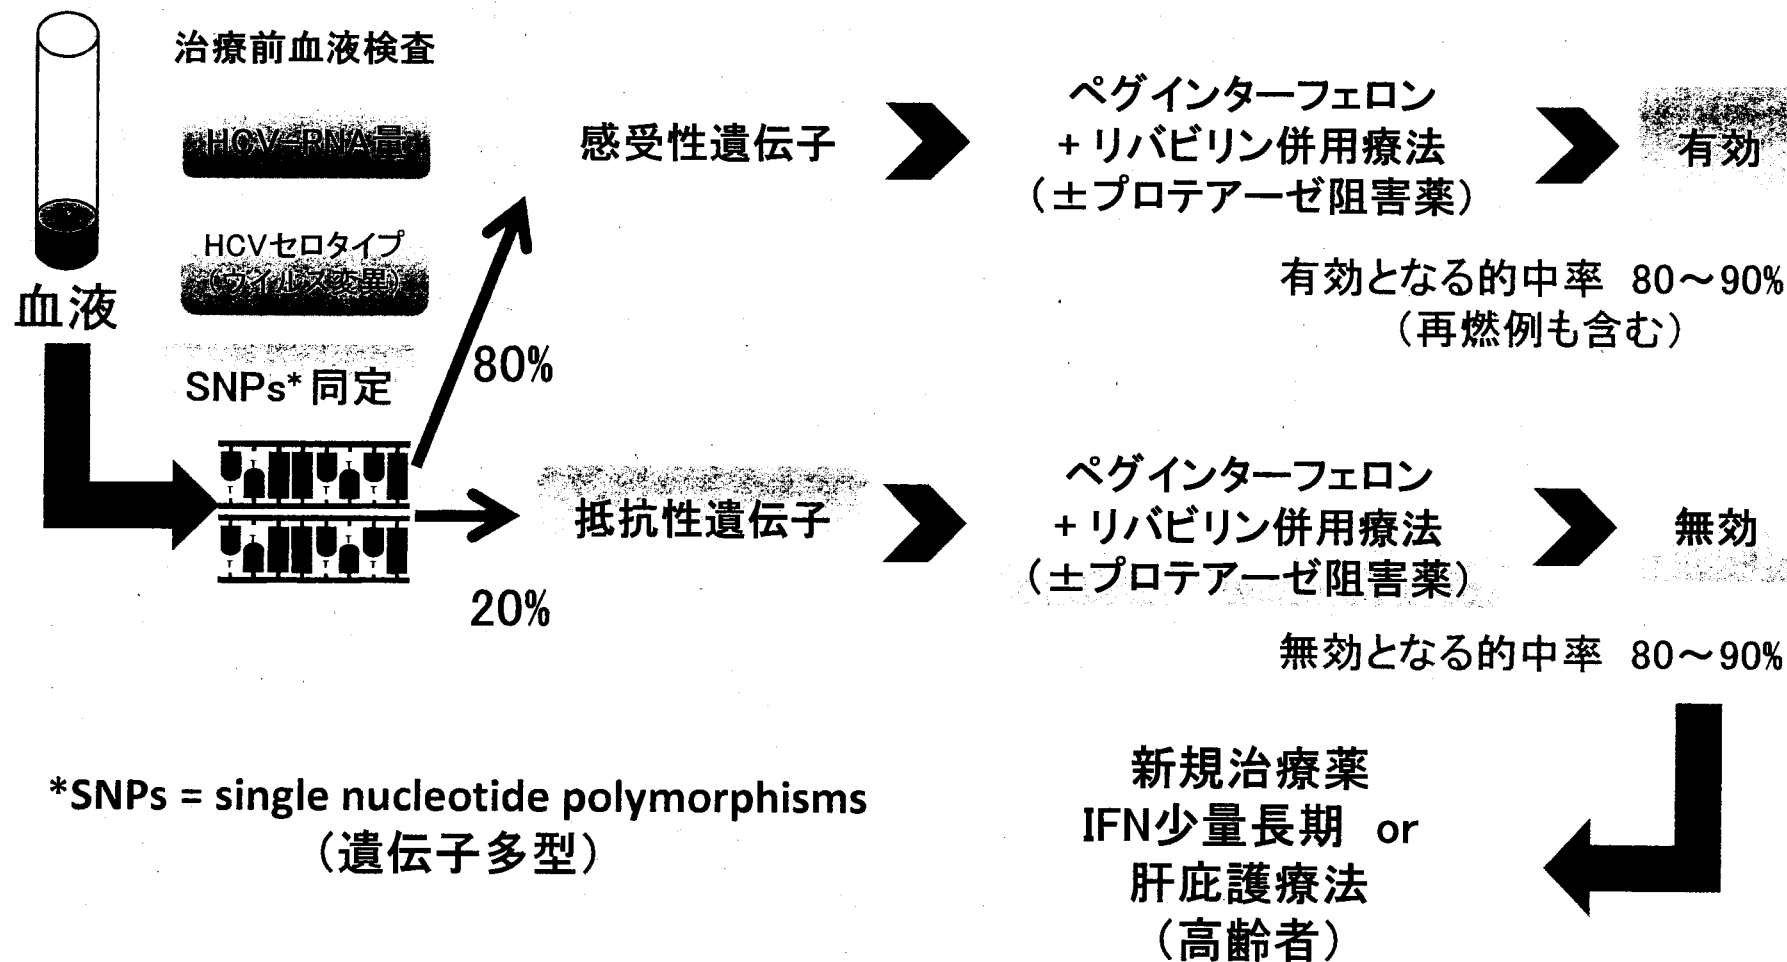 治療前血液検査
HCV-RNA量
HCVセロタイプ
(ウイルス変異)
血液
SNPs* 同定
80%
20%
感受性遺伝子
ペグインターフェロン
+リバビリン併用療法
(±プロテアーゼ阻害薬)
有効
有効となる的中率 80～90%
(再燃例も含む)
抵抗性遺伝子
ペグインターフェロン
+リバビリン併用療法
(±プロテアーゼ阻害薬)
無効
無効となる的中率 80～90%
新規治療薬
IFN少量長期 or
肝庇護療法
(高齢者)
*SNPs = single nucleotide polymorphisms
(遺伝子多型)